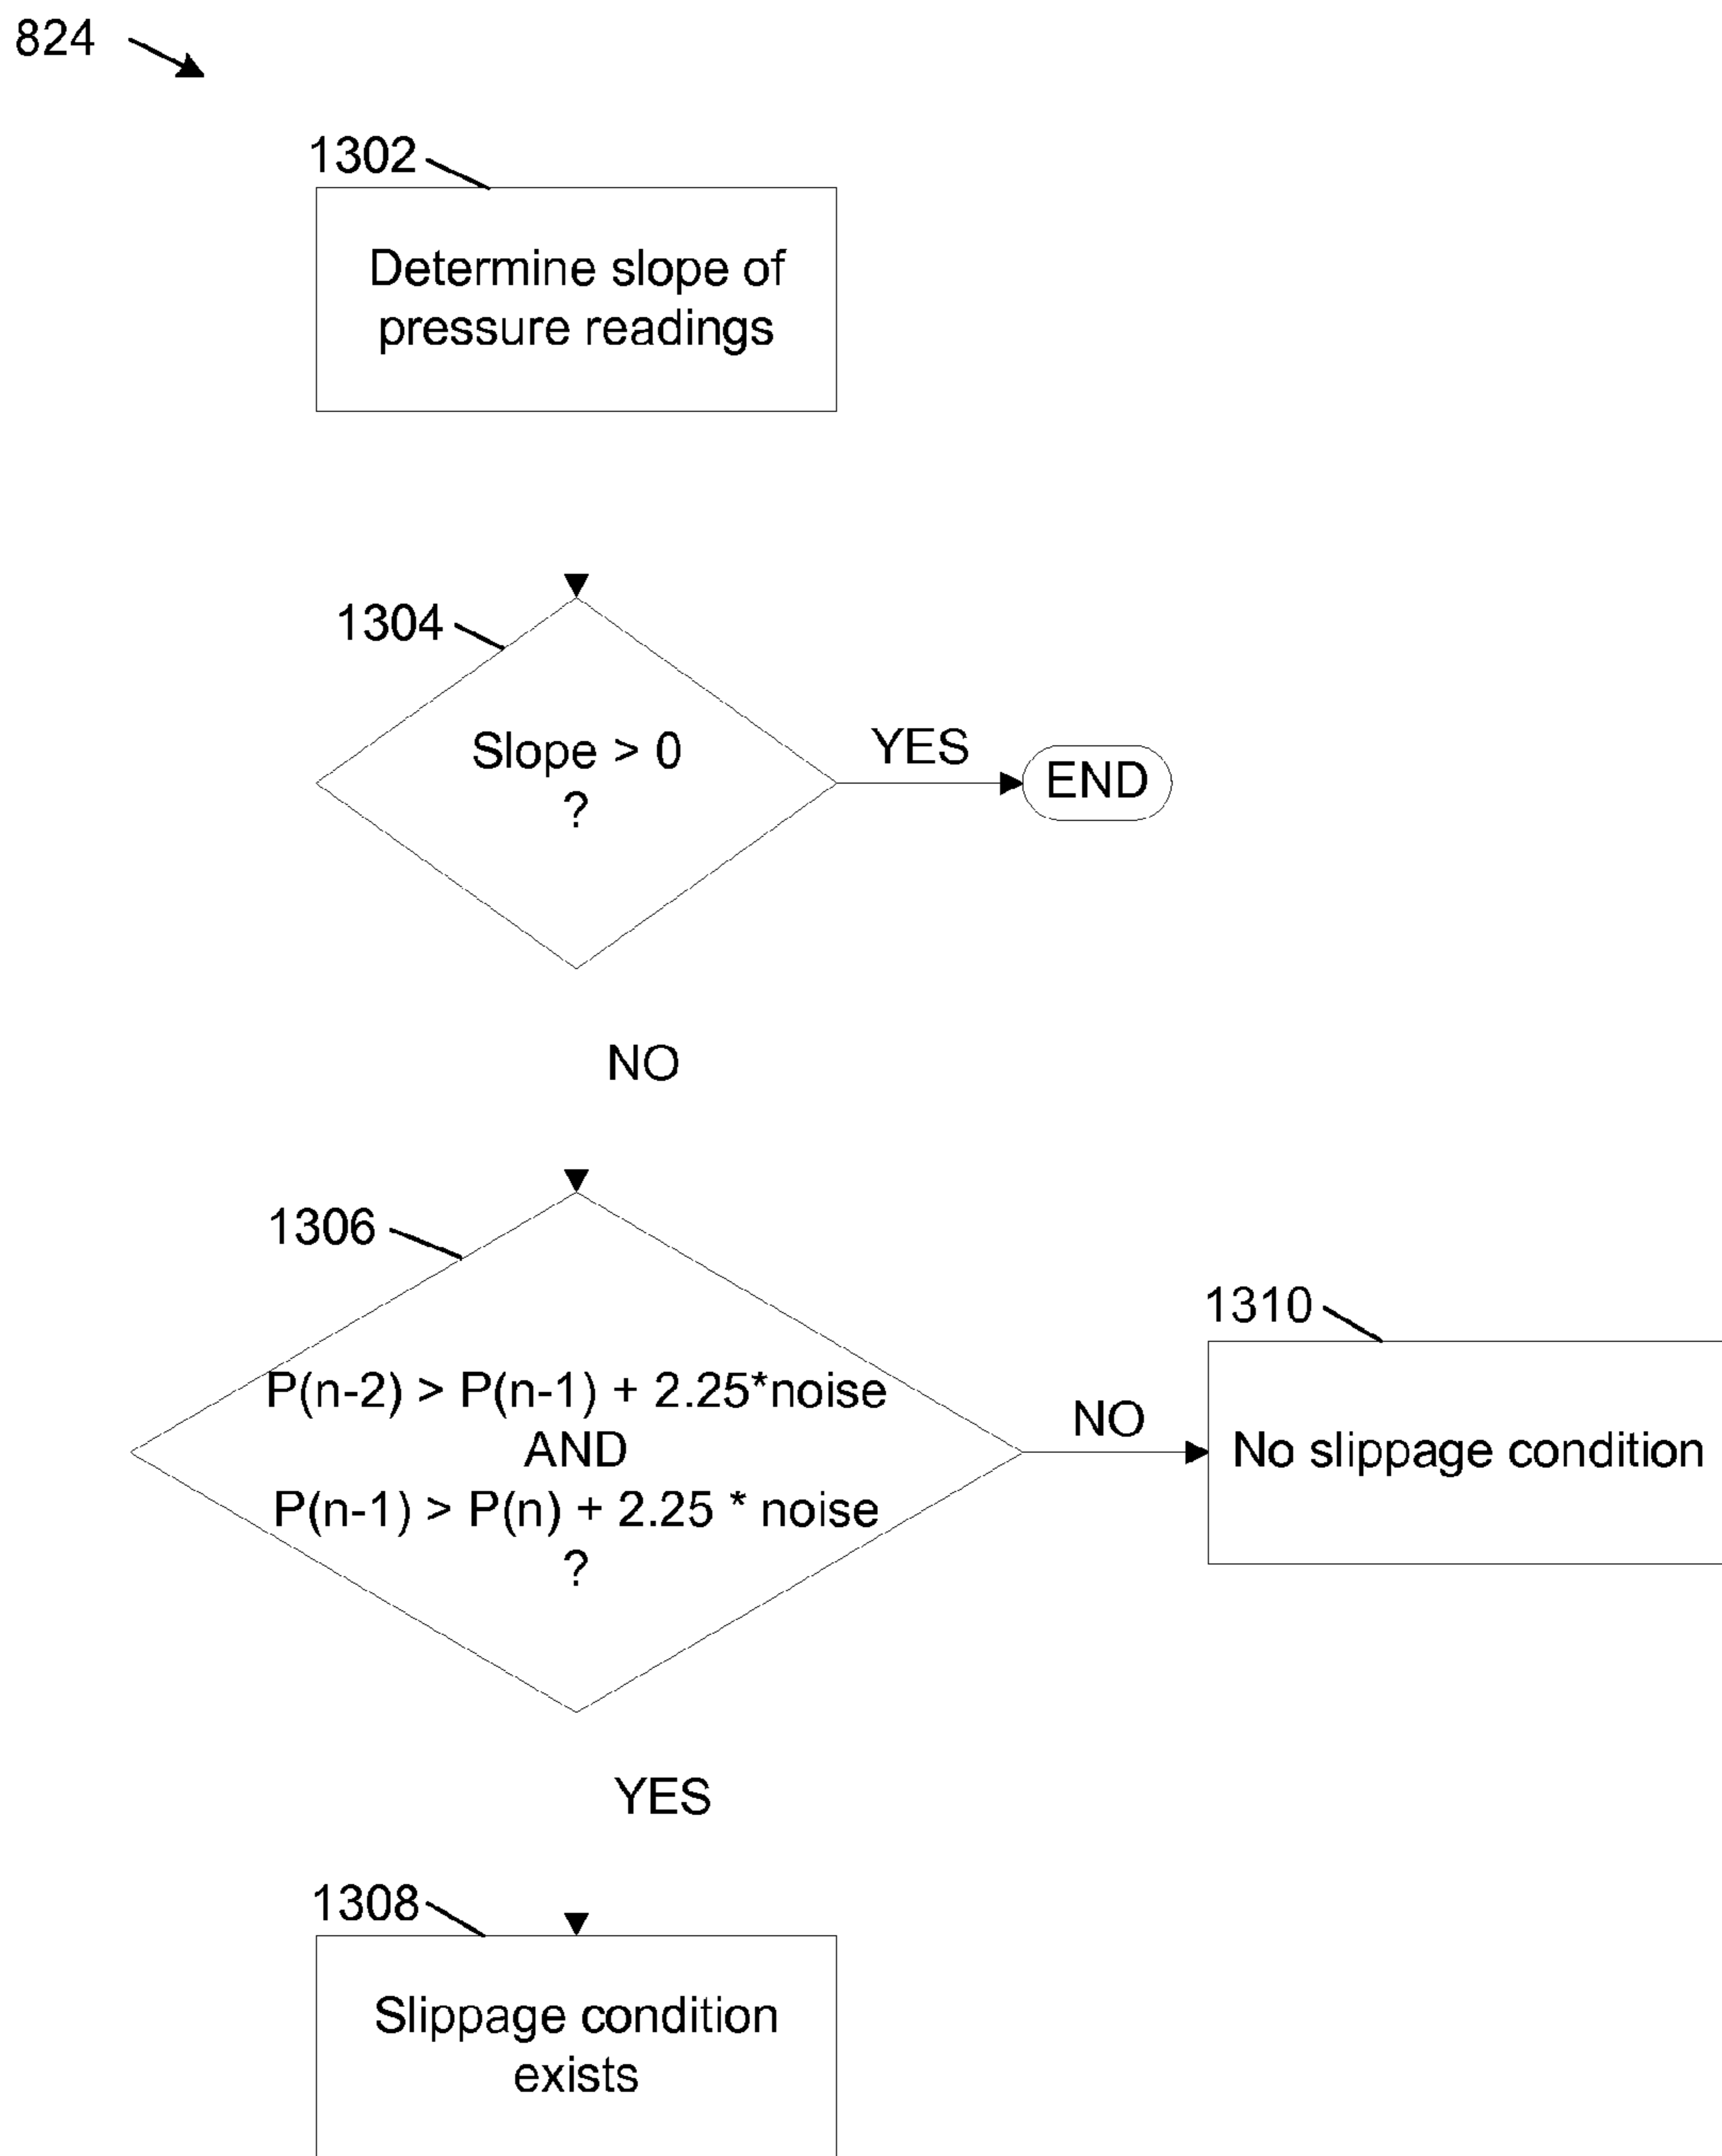 824
1302
Determine slope of
pressure readings
1304
Slope > 0
?
YES
END
NO
1306
P(n-2) > P(n-1) + 2.25*noise
AND
P(n-1) > P(n) + 2.25 * noise
?
NO
1310
No slippage condition
YES
1308
Slippage condition
exists